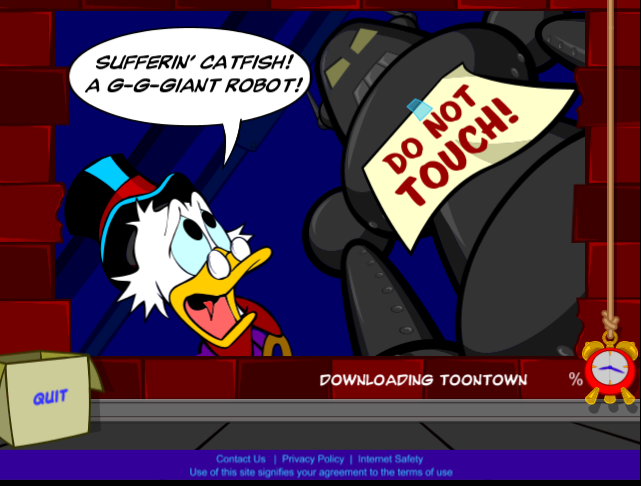 SUFFERIN' CATFISH!
A G-G-GIANT ROBOT!
DO NOT
TOUCH!
DOWNLOADING TOONTOWN %
QUIT
Contact Us | Privacy Policy | Internet Safety
Use of this site signifies your agreement to the terms of use